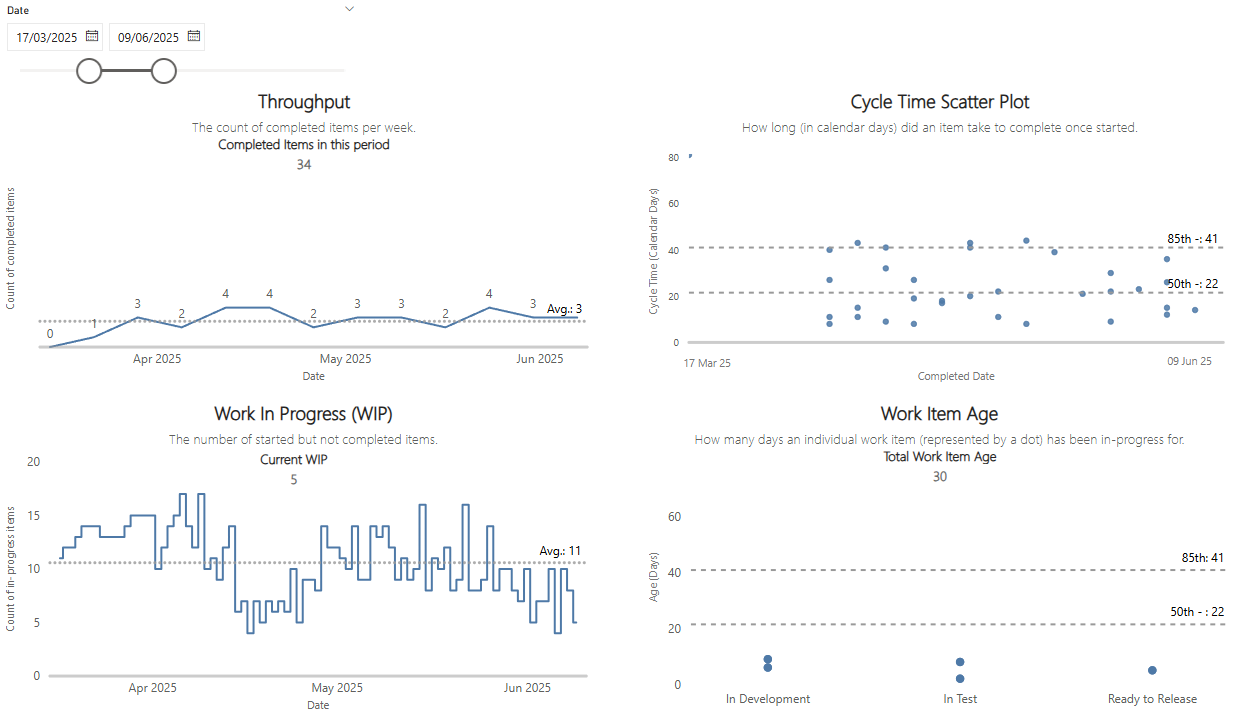 Date
17/03/2025 09/06/2025
Throughput
The count of completed items per week.
Completed Items in this period
34
Count of completed items
0 1 3 2 4 4 2 3 3 2 4 3 Avg.: 3
Apr 2025 May 2025 Jun 2025
Date
Cycle Time Scatter Plot
How long (in calendar days) did an item take to complete once started.
Cycle Time (Calendar Days)
80
60
85th -: 41
40
50th -: 22
20
0
17 Mar 25 09 Jun 25
Completed Date
Work In Progress (WIP)
The number of started but not completed items.
Current WIP
5
Count of in- progress items
20
15
Avg.: 11
10
5
0
Apr 2025 May 2025 Jun 2025
Date
Work Item Age
How many days an individual work item (represented by a dot) has been in-progress for.
Total Work Item Age
30
Age (Days)
60
85th: 41
40
50th - : 22
20
0
In Development In Test Ready to Release